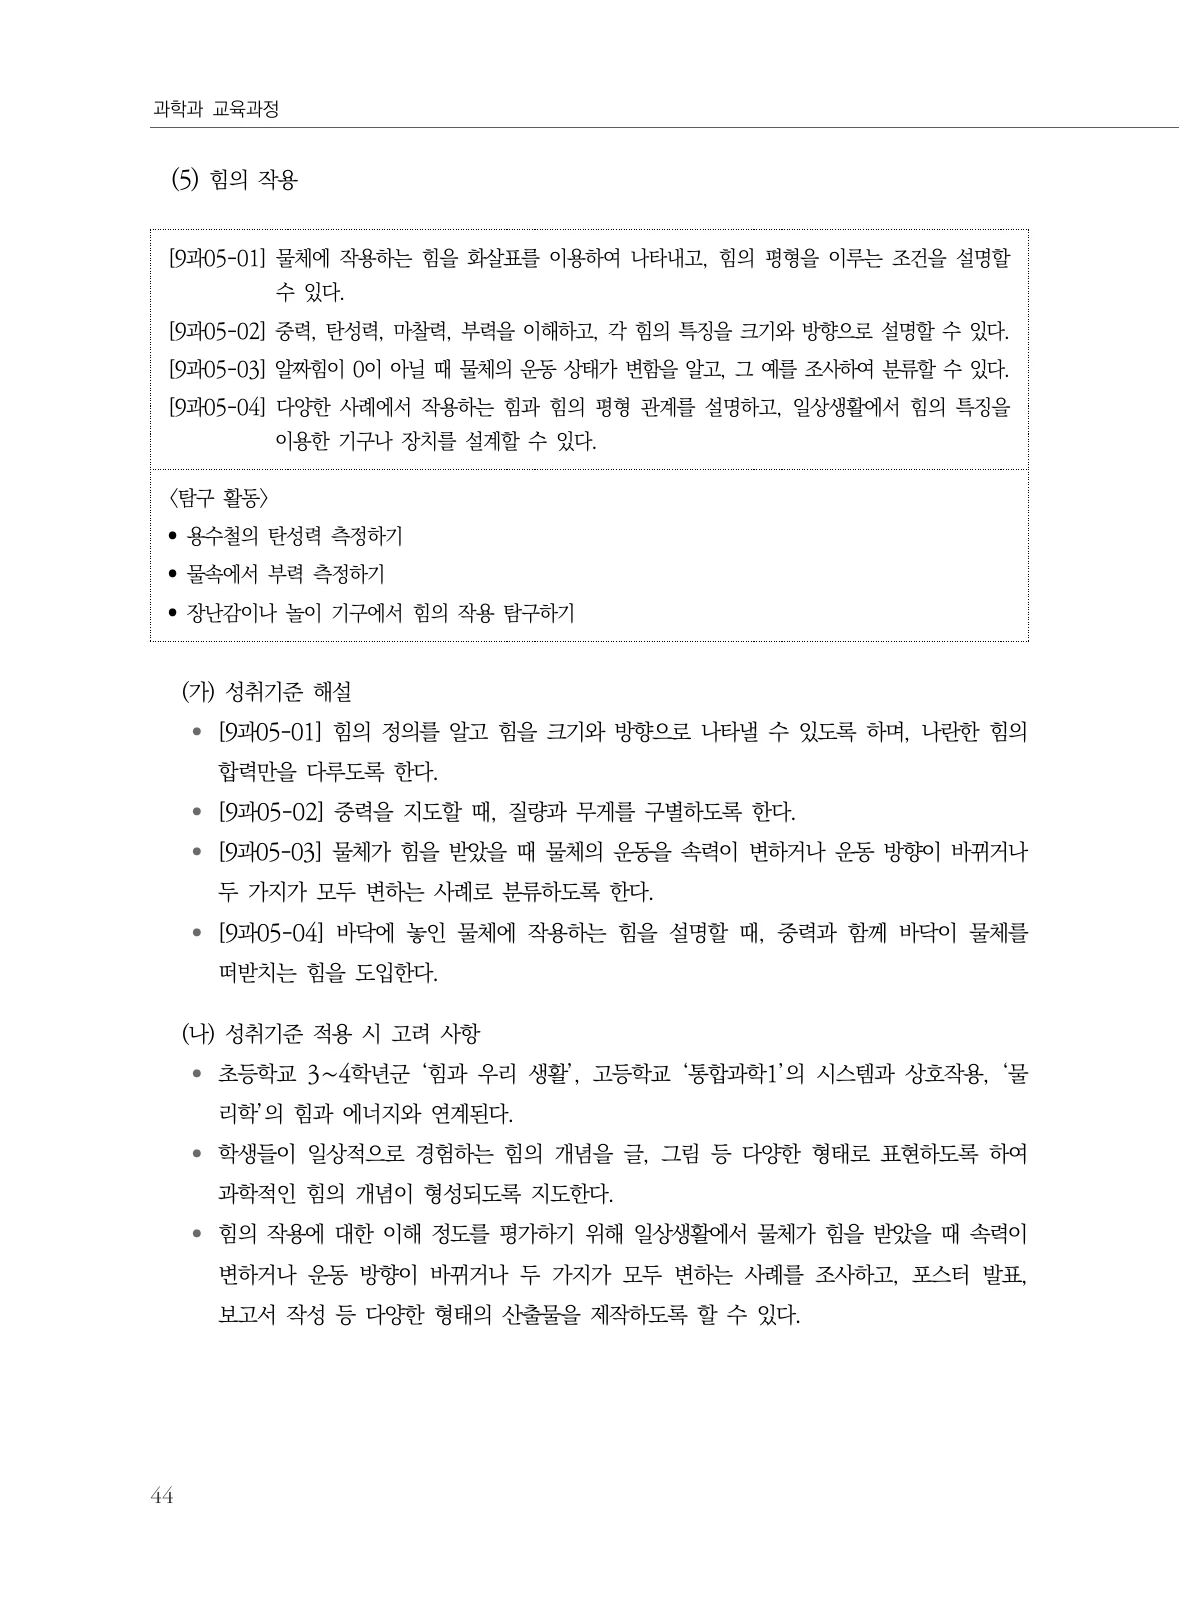 과학과 교육과정
(5) 힘의 작용
[9과05-01] 물체에 작용하는 힘을 화살표를 이용하여 나타내고, 힘의 평형을 이루는 조건을 설명할
수 있다.
[9과05-02] 중력, 탄성력, 마찰력, 부력을 이해하고, 각 힘의 특징을 크기와 방향으로 설명할 수 있다.
[9과05-03] 알짜힘이 0이 아닐 때 물체의 운동 상태가 변함을 알고, 그 예를 조사하여 분류할 수 있다.
[9과05-04] 다양한 사례에서 작용하는 힘과 힘의 평형 관계를 설명하고, 일상생활에서 힘의 특징을
이용한 기구나 장치를 설계할 수 있다.
〈탐구 활동〉
• 용수철의 탄성력 측정하기
• 물속에서 부력 측정하기
• 장난감이나 놀이 기구에서 힘의 작용 탐구하기
(가) 성취기준 해설
• [9과05-01] 힘의 정의를 알고 힘을 크기와 방향으로 나타낼 수 있도록 하며, 나란한 힘의
합력만을 다루도록 한다.
• [9과05-02] 중력을 지도할 때, 질량과 무게를 구별하도록 한다.
• [9과05-03] 물체가 힘을 받았을 때 물체의 운동을 속력이 변하거나 운동 방향이 바뀌거나
두 가지가 모두 변하는 사례로 분류하도록 한다.
• [9과05-04] 바닥에 놓인 물체에 작용하는 힘을 설명할 때, 중력과 함께 바닥이 물체를
떠받치는 힘을 도입한다.
(나) 성취기준 적용 시 고려 사항
• 초등학교 3~4학년군 ‘힘과 우리 생활’, 고등학교 ‘통합과학1’의 시스템과 상호작용, ‘물
리학’의 힘과 에너지와 연계된다.
• 학생들이 일상적으로 경험하는 힘의 개념을 글, 그림 등 다양한 형태로 표현하도록 하여
과학적인 힘의 개념이 형성되도록 지도한다.
• 힘의 작용에 대한 이해 정도를 평가하기 위해 일상생활에서 물체가 힘을 받았을 때 속력이
변하거나 운동 방향이 바뀌거나 두 가지가 모두 변하는 사례를 조사하고, 포스터 발표,
보고서 작성 등 다양한 형태의 산출물을 제작하도록 할 수 있다.
44